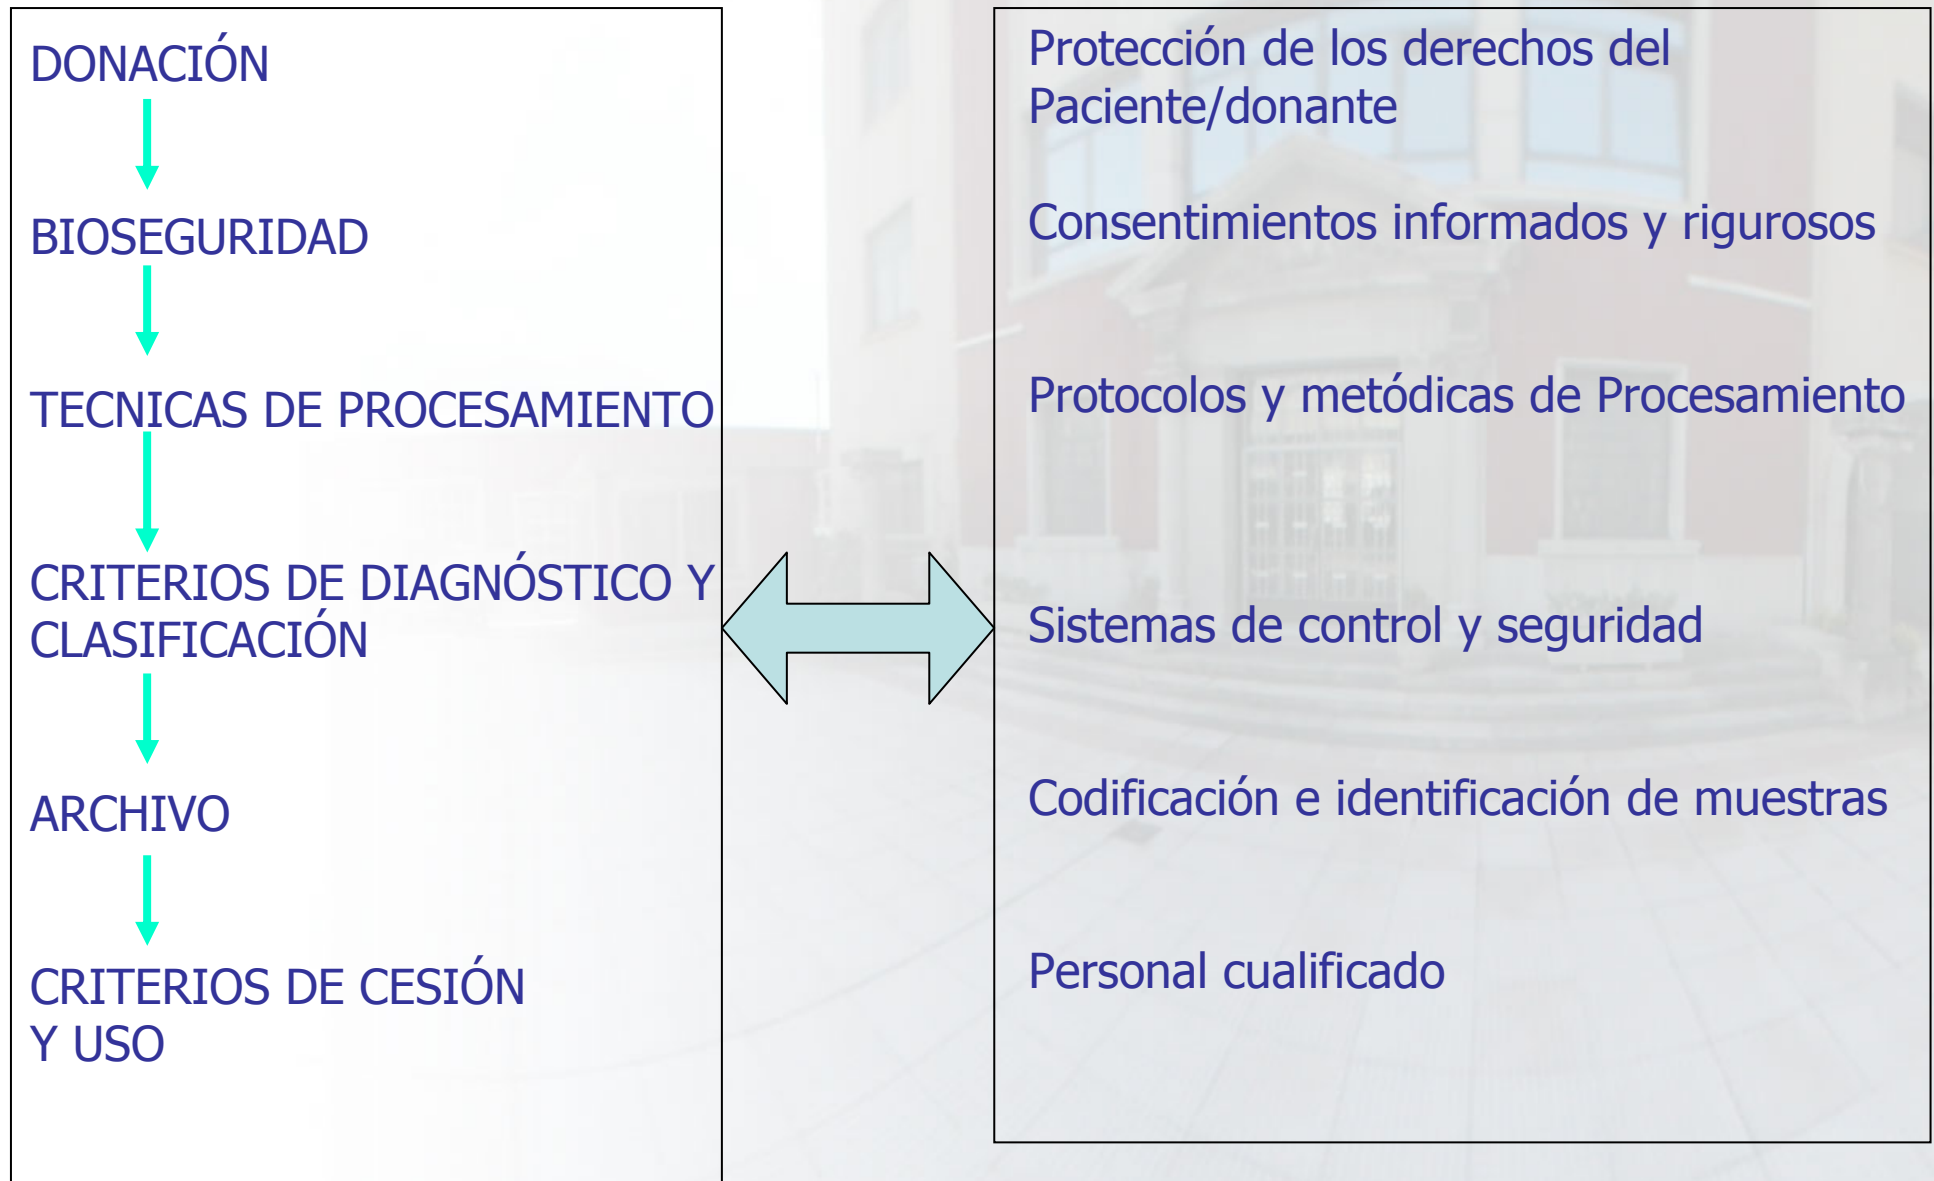 DONACIÓN
BIOSEGURIDAD
TECNICAS DE PROCESAMIENTO
CRITERIOS DE DIAGNÓSTICO Y
CLASIFICACIÓN
ARCHIVO
CRITERIOS DE CESIÓN
Y USO
Protección de los derechos del
Paciente/donante
Consentimientos informados y rigurosos
Protocolos y metódicas de Procesamiento
Sistemas de control y seguridad
Codificación e identificación de muestras
Personal cualificado